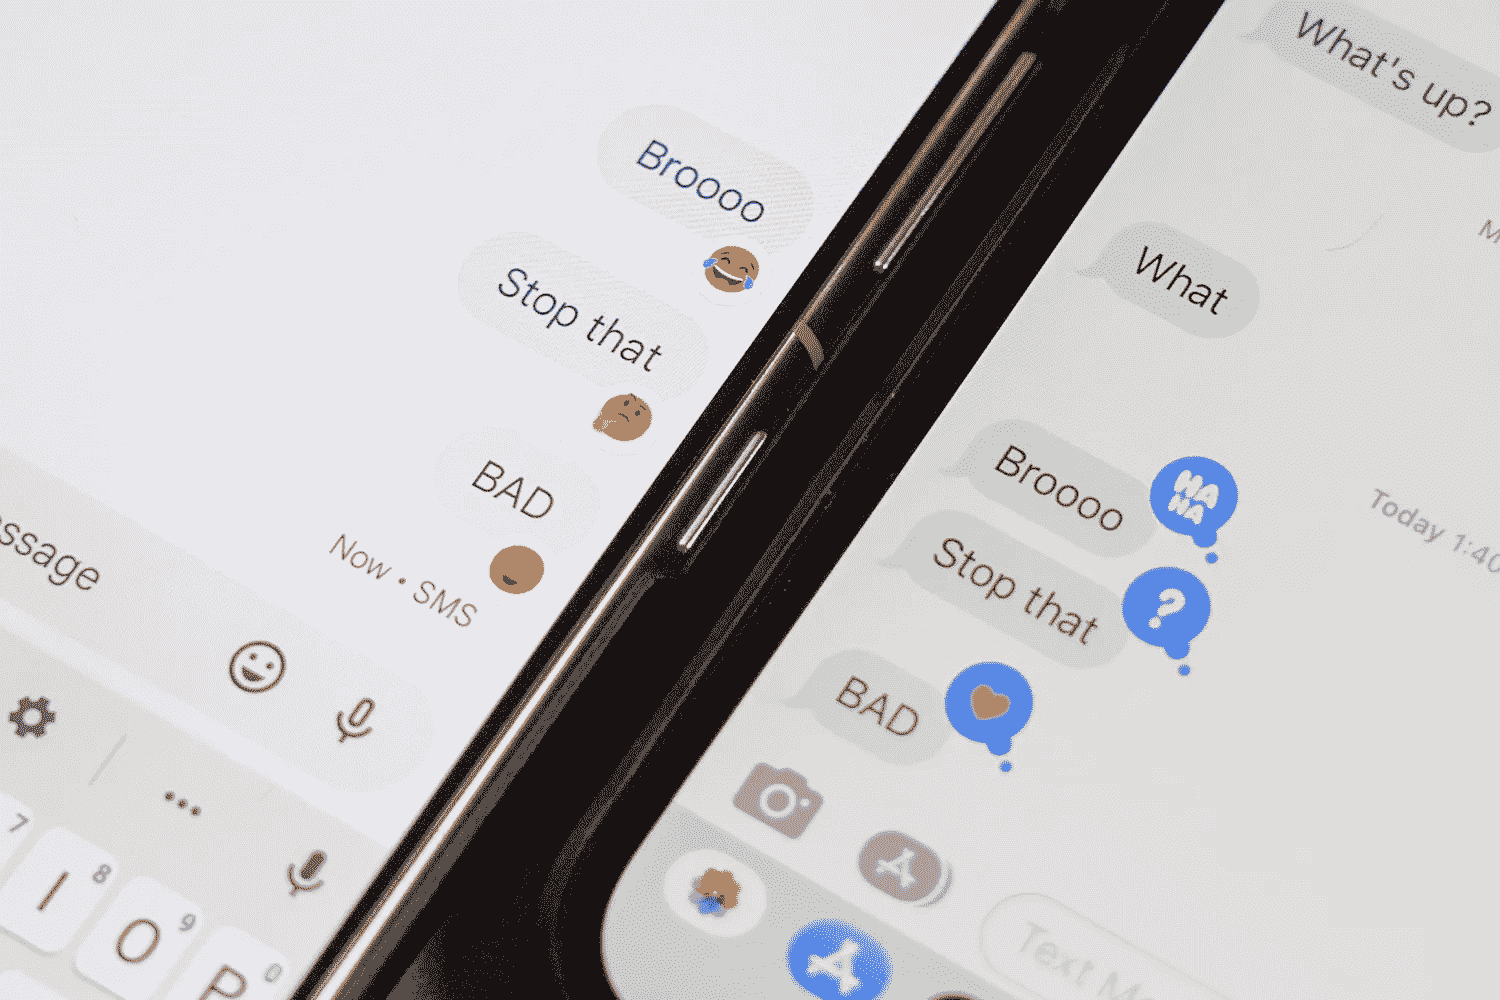 Broooo
Stop that
BAD
Now • SMS
7
8
I
9
O
0
P
What's up?
What
Today 1:40
Broooo
HA
HA
Stop that
?
BAD
Text